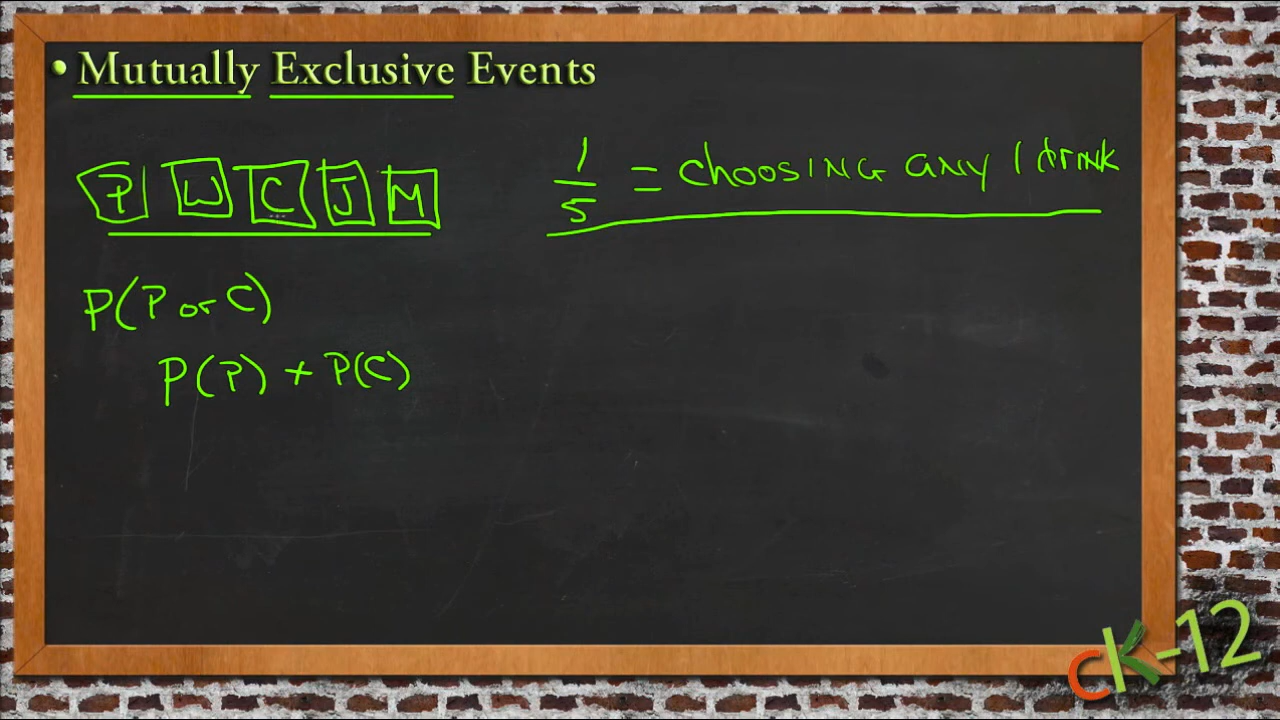 • Mutually Exclusive Events
P W C J M
1/5 = choosing any 1 drink
P(P or C)
P(P) + P(C)
cK-12